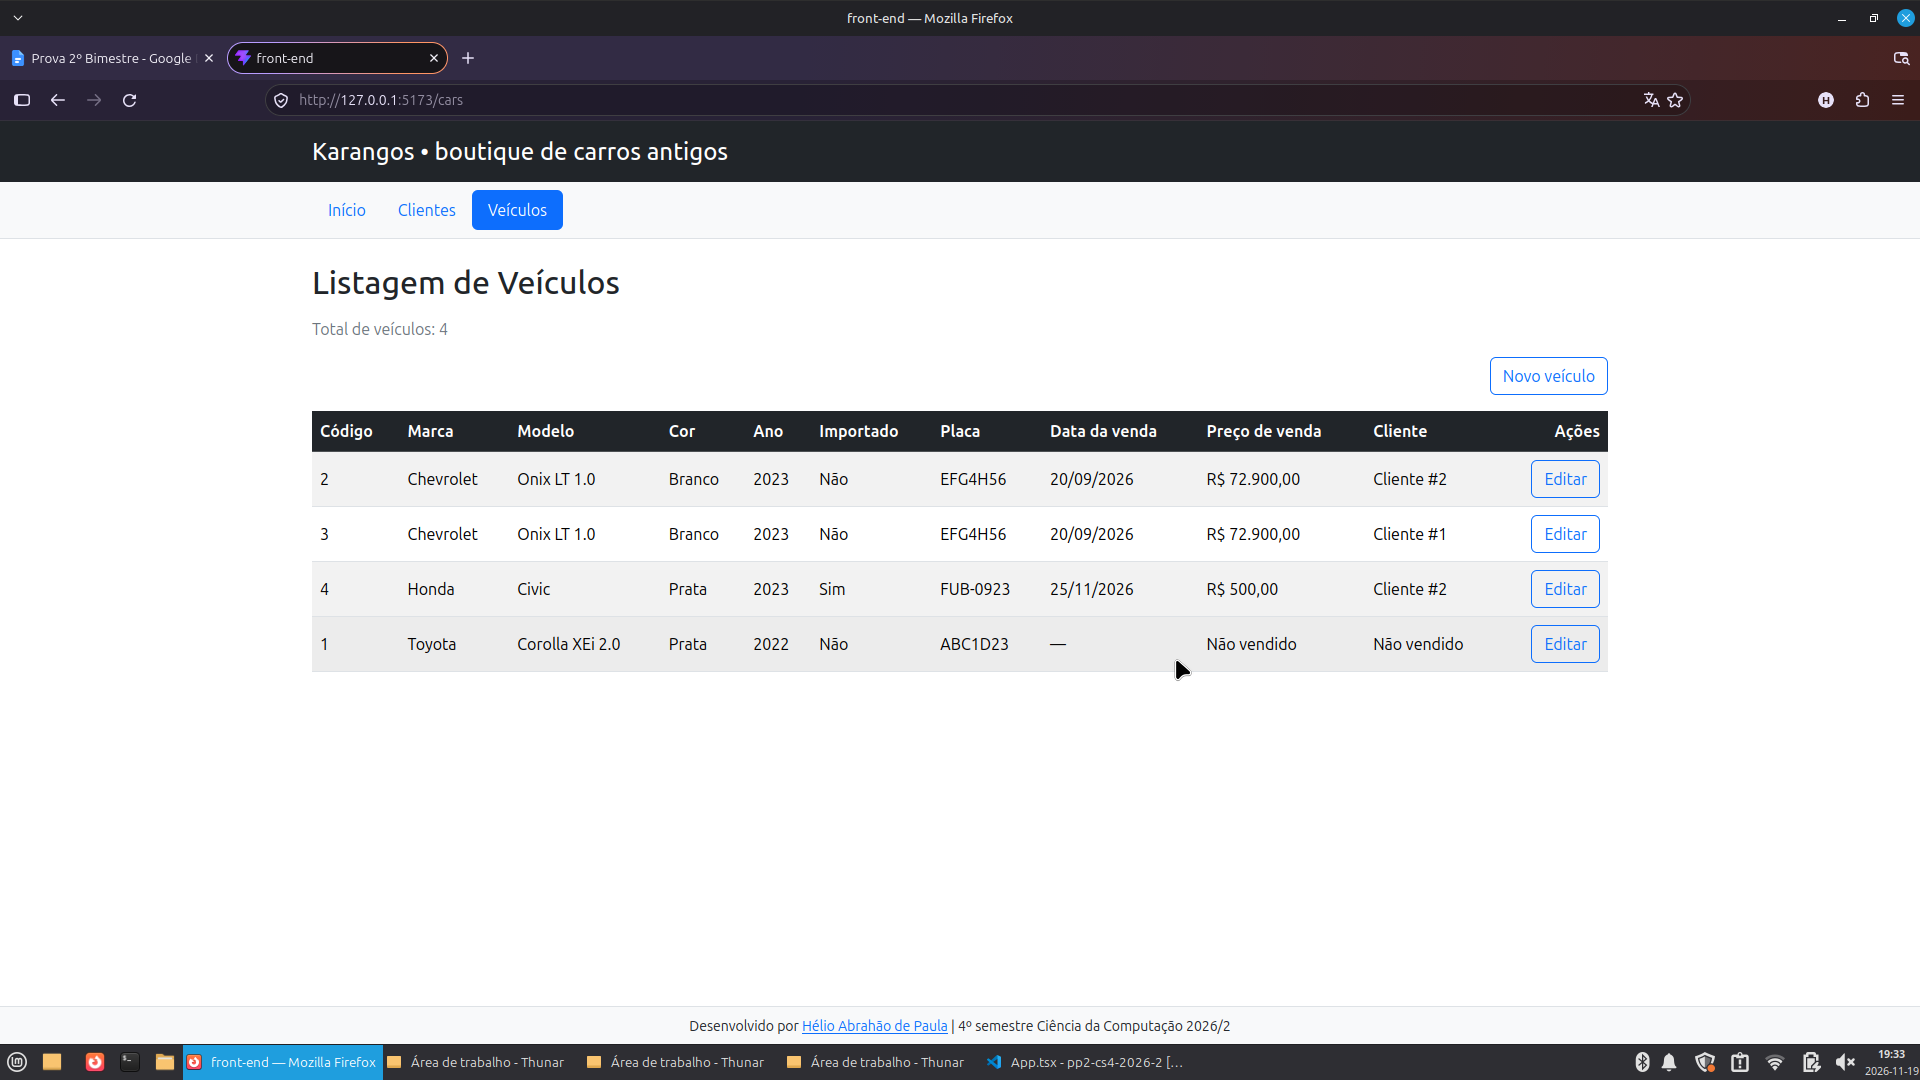 front-end — Mozilla Firefox
Prova 2º Bimestre - Google
front-end
http://127.0.0.1:5173/cars
H
Karangos • boutique de carros antigos
Início Clientes Veículos
Listagem de Veículos
Total de veículos: 4
Novo veículo
Código Marca Modelo Cor Ano Importado Placa Data da venda Preço de venda Cliente Ações
2 Chevrolet Onix LT 1.0 Branco 2023 Não EFG4H56 20/09/2026 R$ 72.900,00 Cliente #2 Editar
3 Chevrolet Onix LT 1.0 Branco 2023 Não EFG4H56 20/09/2026 R$ 72.900,00 Cliente #1 Editar
4 Honda Civic Prata 2023 Sim FUB-0923 25/11/2026 R$ 500,00 Cliente #2 Editar
1 Toyota Corolla XEi 2.0 Prata 2022 Não ABC1D23 — Não vendido Não vendido Editar
Desenvolvido por Hélio Abrahão de Paula | 4º semestre Ciência da Computação 2026/2
front-end — Mozilla Firefox Área de trabalho - Thunar Área de trabalho - Thunar Área de trabalho - Thunar App.tsx - pp2-cs4-2026-2 [...
19:33
2026-11-19